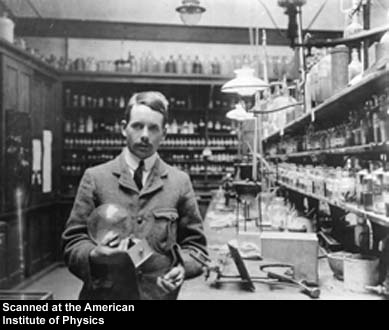 Scanned at the American
Institute of Physics